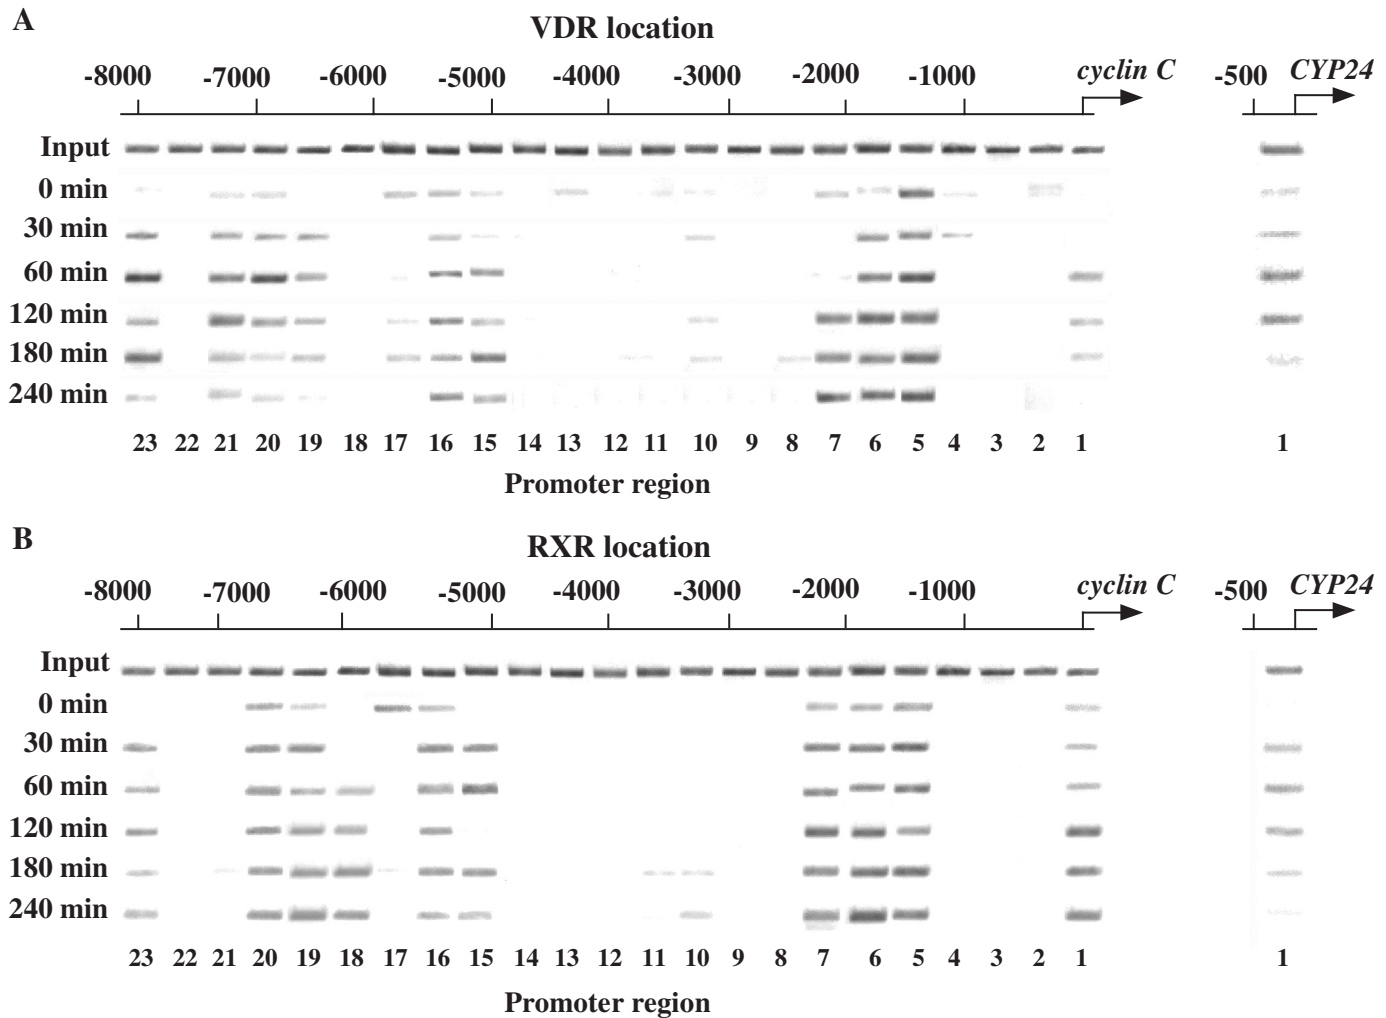 A
VDR location
-8000 -7000 -6000 -5000 -4000 -3000 -2000 -1000 cyclin C -500 CYP24
Input
0 min
30 min
60 min
120 min
180 min
240 min
23 22 21 20 19 18 17 16 15 14 13 12 11 10 9 8 7 6 5 4 3 2 1 1
Promoter region
B
RXR location
-8000 -7000 -6000 -5000 -4000 -3000 -2000 -1000 cyclin C -500 CYP24
Input
0 min
30 min
60 min
120 min
180 min
240 min
23 22 21 20 19 18 17 16 15 14 13 12 11 10 9 8 7 6 5 4 3 2 1 1
Promoter region